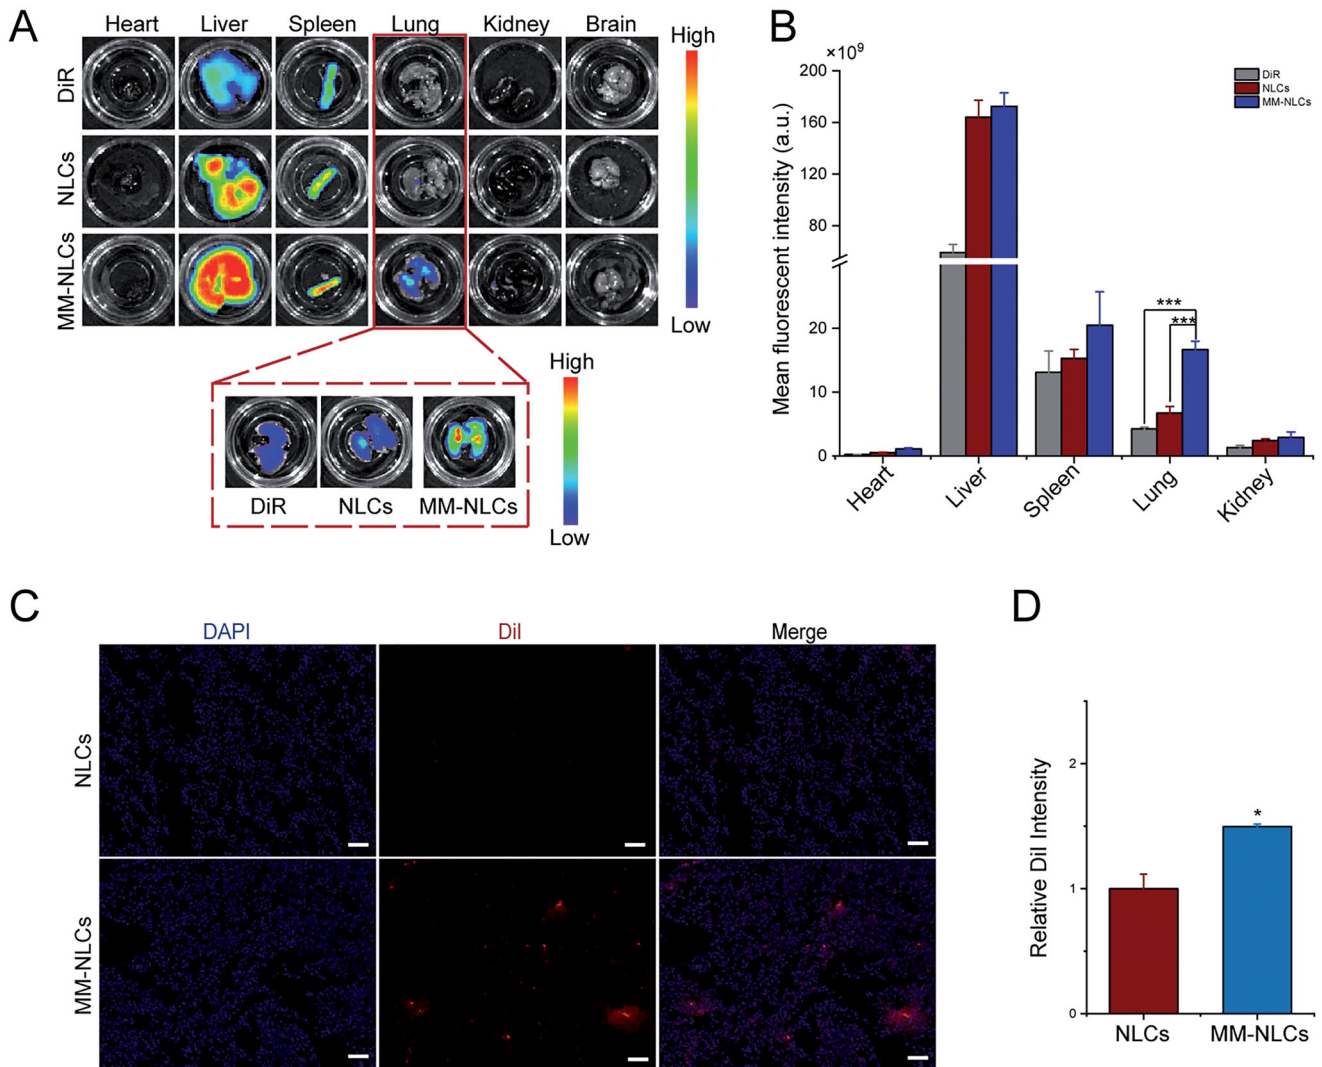 A
Heart Liver Spleen Lung Kidney Brain
DiR
NLCs
MM-NLCs
High
Low
High
Low
DiR NLCs MM-NLCs
B
×10⁹
Mean fluorescent intensity (a.u.)
200
160
120
80
20
10
0
DiR
NLCs
MM-NLCs
***
***
Heart Liver Spleen Lung Kidney
C
DAPI DiI Merge
NLCs
MM-NLCs
D
Relative DiI Intensity
2
1
0
*
NLCs MM-NLCs